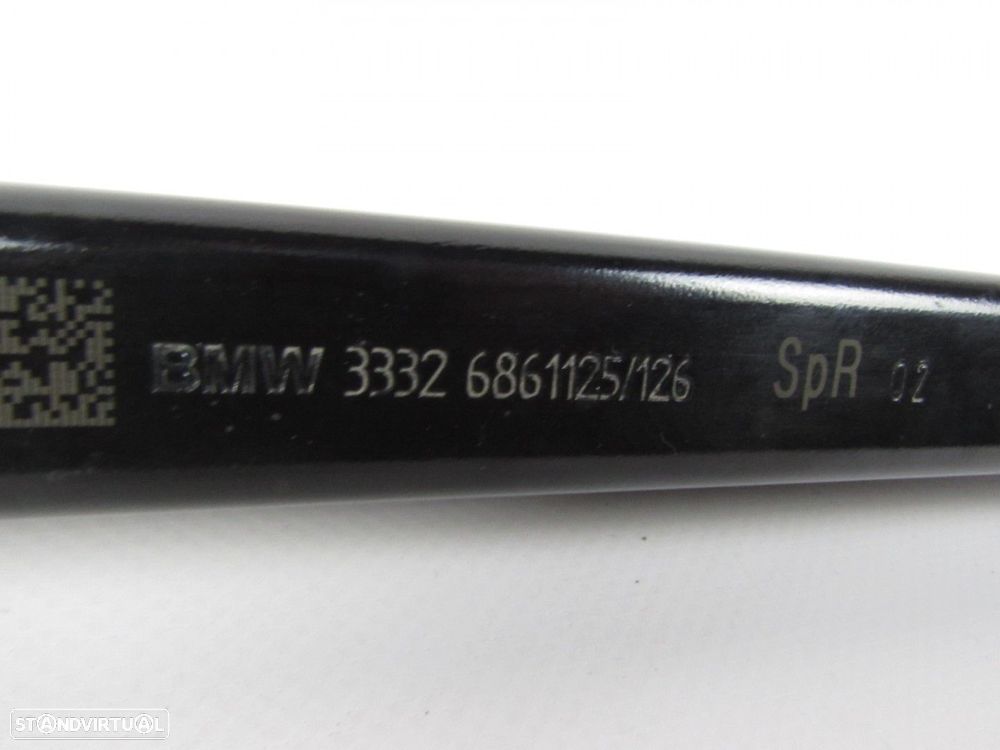 BMW 3332 6861125/126 SpR 02
STANDVIRTUAL